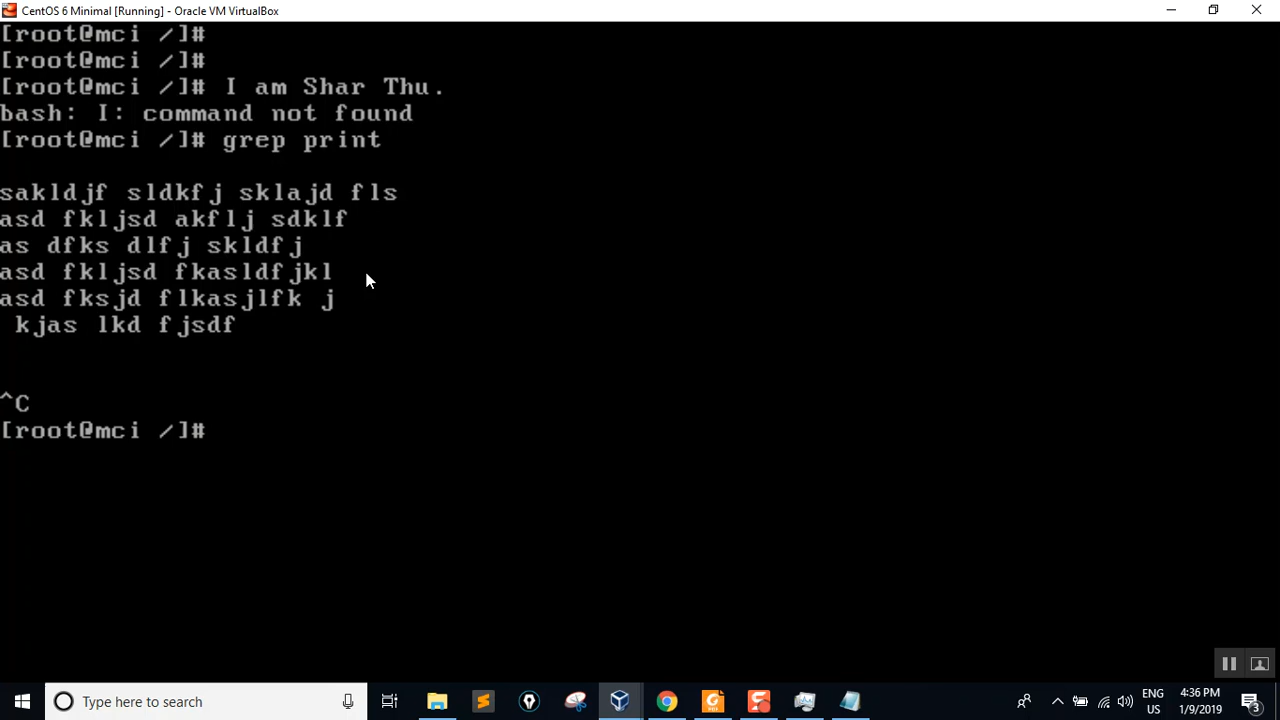 CentOS 6 Minimal [Running] - Oracle VM VirtualBox
[root@mci /]#
[root@mci /]#
[root@mci /]# I am Shar Thu.
bash: I: command not found
[root@mci /]# grep print
sakldjf sldkfj sklajd fls
asd fkljsd akflj sdklf
as dfks dlfj skldfj
asd fkljsd fkasldfjkl
asd fksjd flkasjlfk j
kjas lkd fjsdf
^C
[root@mci /]#
Type here to search
ENG
US
4:36 PM
1/9/2019
3